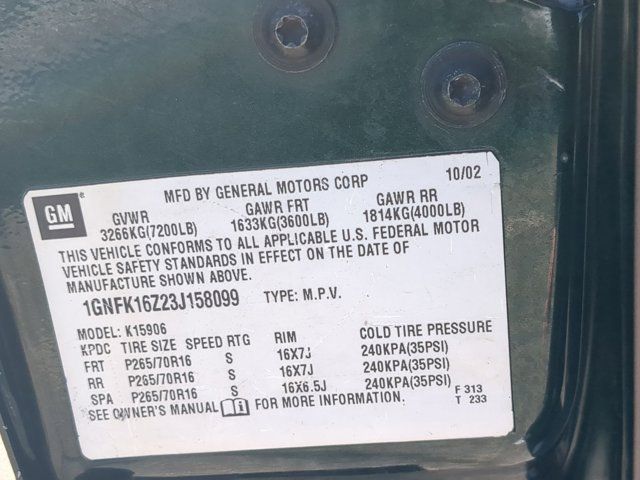 MFD BY GENERAL MOTORS CORP 10/02
GM
GVWR GAWR FRT GAWR RR
3266KG(7200LB) 1633KG(3600LB) 1814KG(4000LB)
THIS VEHICLE CONFORMS TO ALL APPLICABLE U.S. FEDERAL MOTOR
VEHICLE SAFETY STANDARDS IN EFFECT ON THE DATE OF
MANUFACTURE SHOWN ABOVE.
1GNFK16Z23J158099 TYPE: M.P.V.
MODEL: K15906
KPDC TIRE SIZE SPEED RTG RIM COLD TIRE PRESSURE
FRT P265/70R16 S 16X7J 240KPA(35PSI)
RR P265/70R16 S 16X7J 240KPA(35PSI)
SPA P265/70R16 S 16X6.5J 240KPA(35PSI)
SEE OWNER'S MANUAL FOR MORE INFORMATION.
F 313
T 233